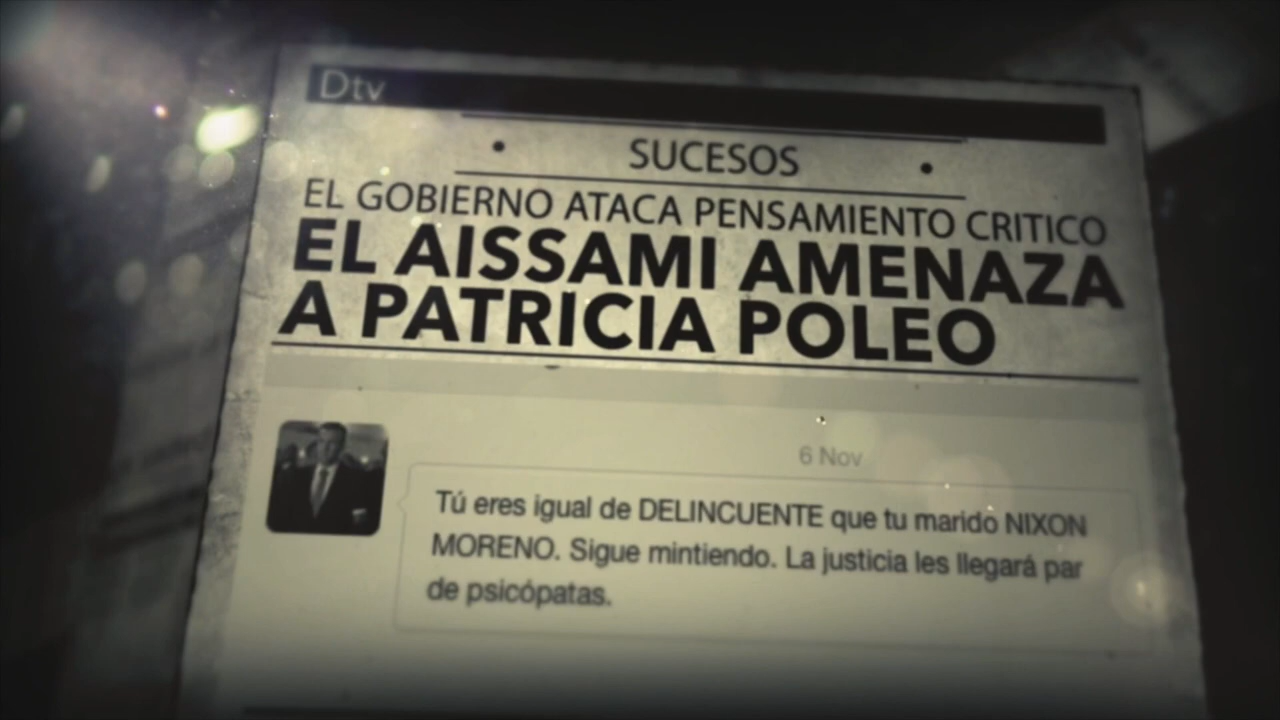 Dtv
SUCESOS
EL GOBIERNO ATACA PENSAMIENTO CRITICO
EL AISSAMI AMENAZA
A PATRICIA POLEO
6 Nov
Tú eres igual de DELINCUENTE que tu marido NIXON
MORENO. Sigue mintiendo. La justicia les llegará par
de psicópatas.